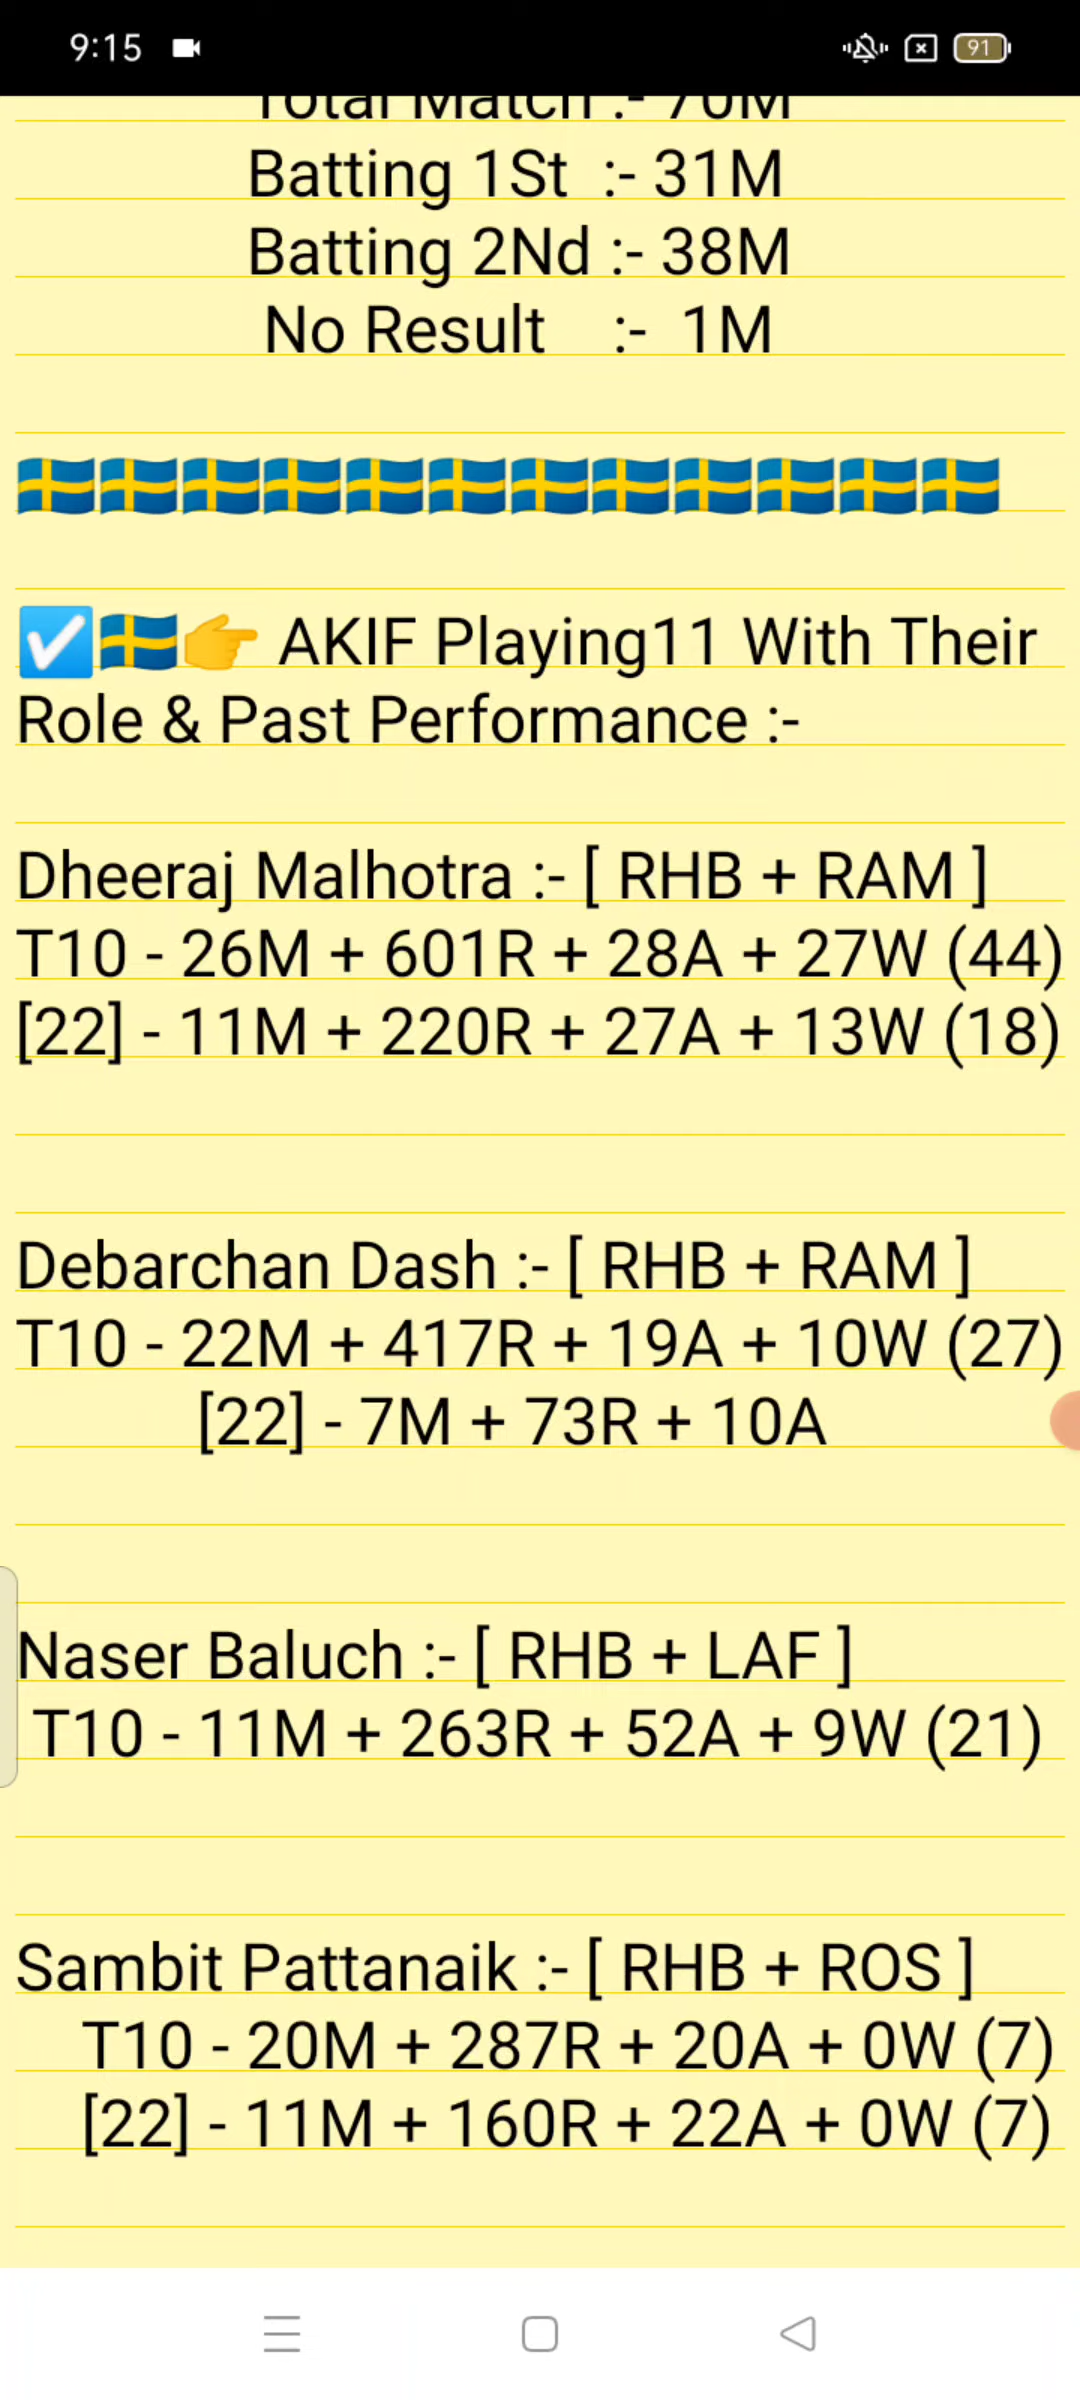 9:15
91
Total Match :- 70M
Batting 1St :- 31M
Batting 2Nd :- 38M
No Result :- 1M
AKIF Playing11 With Their
Role & Past Performance :-
Dheeraj Malhotra :- [ RHB + RAM ]
T10 - 26M + 601R + 28A + 27W (44)
[22] - 11M + 220R + 27A + 13W (18)
Debarchan Dash :- [ RHB + RAM ]
T10 - 22M + 417R + 19A + 10W (27)
[22] - 7M + 73R + 10A
Naser Baluch :- [ RHB + LAF ]
T10 - 11M + 263R + 52A + 9W (21)
Sambit Pattanaik :- [ RHB + ROS ]
T10 - 20M + 287R + 20A + 0W (7)
[22] - 11M + 160R + 22A + 0W (7)